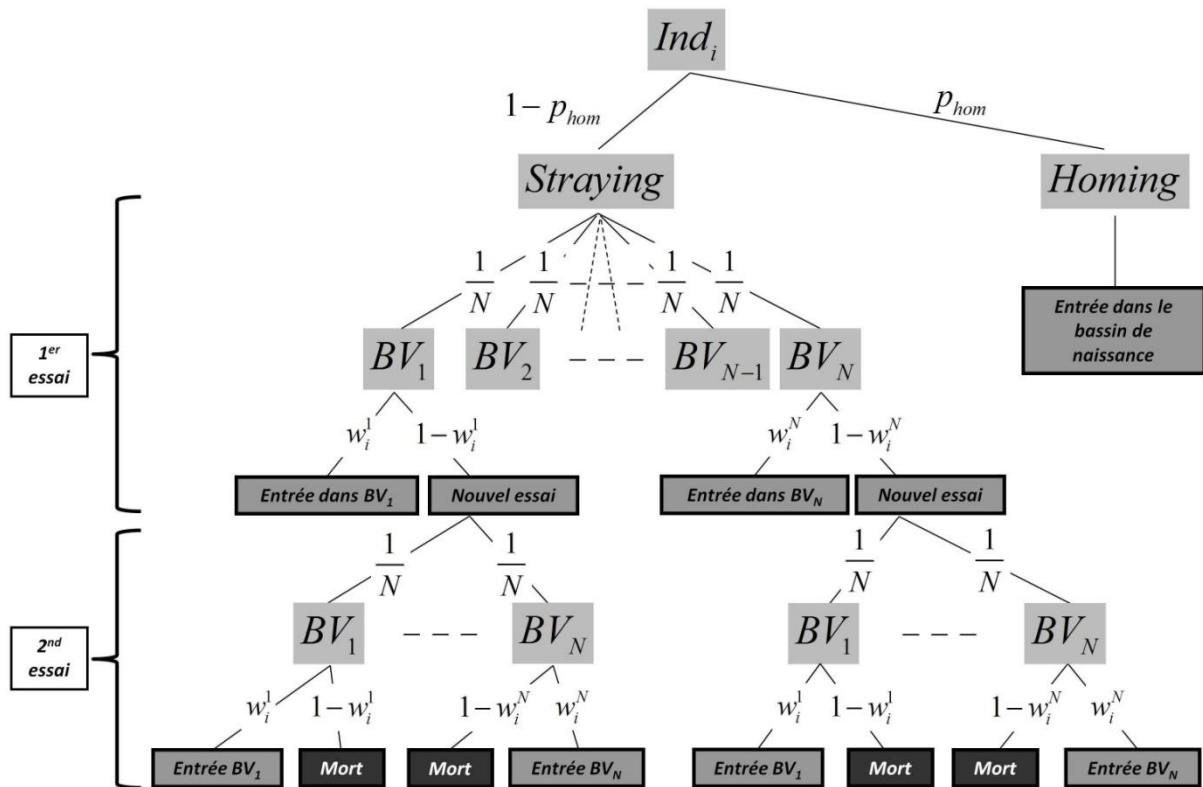 Ind_i
1 − p_hom
p_hom
Straying
Homing
1/N 1/N 1/N 1/N
Entrée dans le
bassin de
naissance
1er
essai
BV_1 BV_2 BV_{N−1} BV_N
w_i^1 1 − w_i^1 w_i^N 1 − w_i^N
Entrée dans BV_1 Nouvel essai Entrée dans BV_N Nouvel essai
1/N 1/N 1/N 1/N
2nd
essai
BV_1 BV_N BV_1 BV_N
w_i^1 1 − w_i^1 1 − w_i^N w_i^N w_i^1 1 − w_i^1 1 − w_i^N w_i^N
Entrée BV_1 Mort Mort Entrée BV_N Entrée BV_1 Mort Mort Entrée BV_N